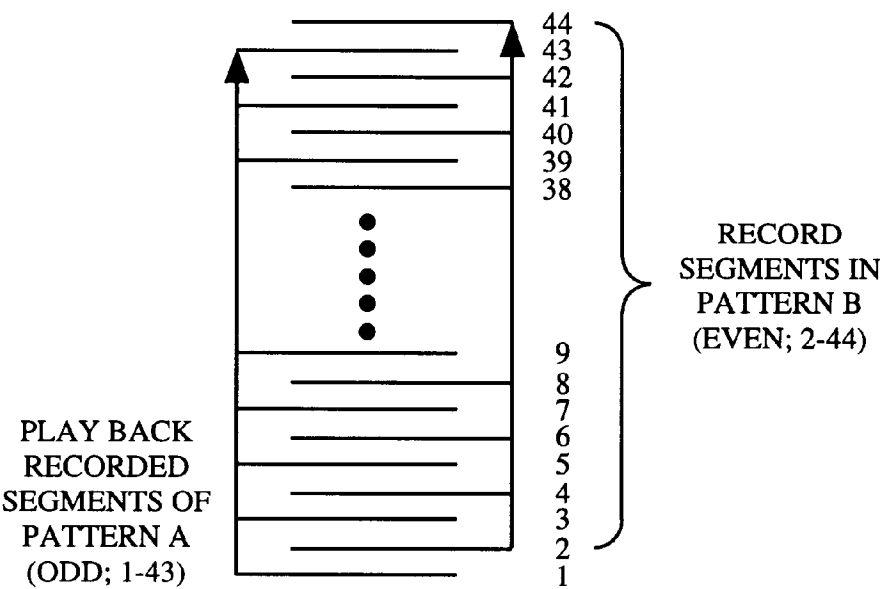 44
43
42
41
40
39
38
9
8
7
6
5
4
3
2
1
RECORD
SEGMENTS IN
PATTERN B
(EVEN; 2-44)
PLAY BACK
RECORDED
SEGMENTS OF
PATTERN A
(ODD; 1-43)